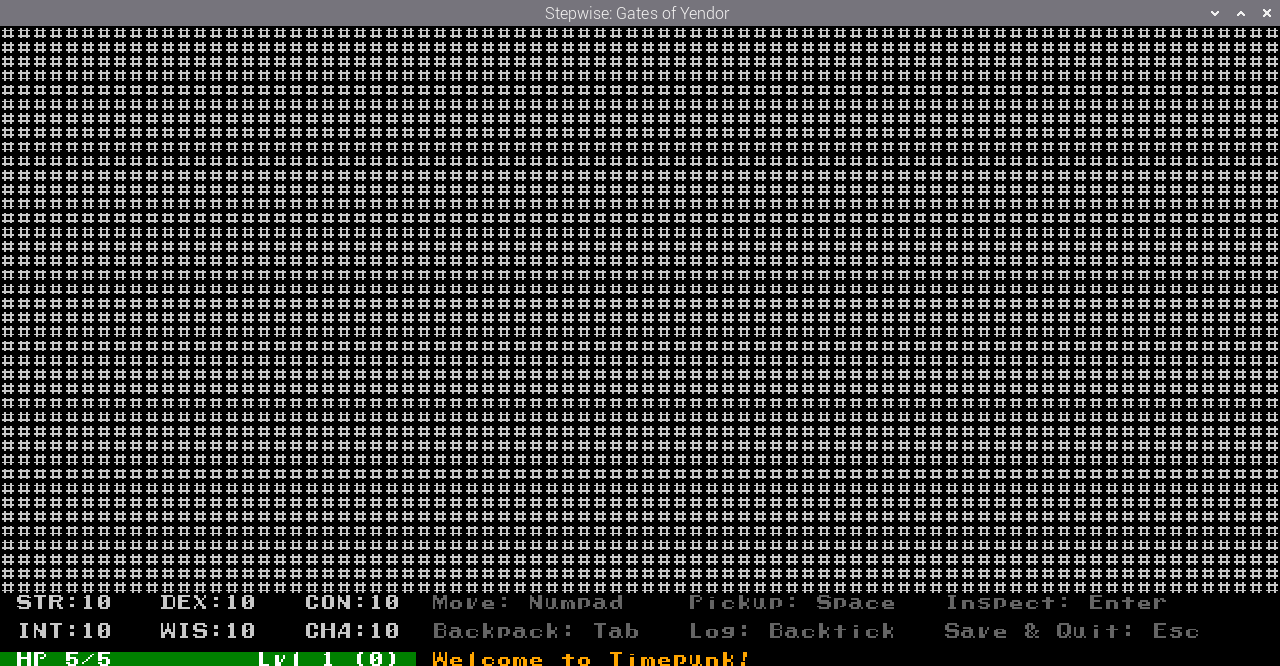 Stepwise: Gates of Yendor
STR:10 DEX:10 CON:10 Move: Numpad Pickup: Space Inspect: Enter
INT:10 WIS:10 CHA:10 Backpack: Tab Log: Backtick Save & Quit: Esc
HP 5/5 Lvl 1 (0) Welcome to Timepunk!